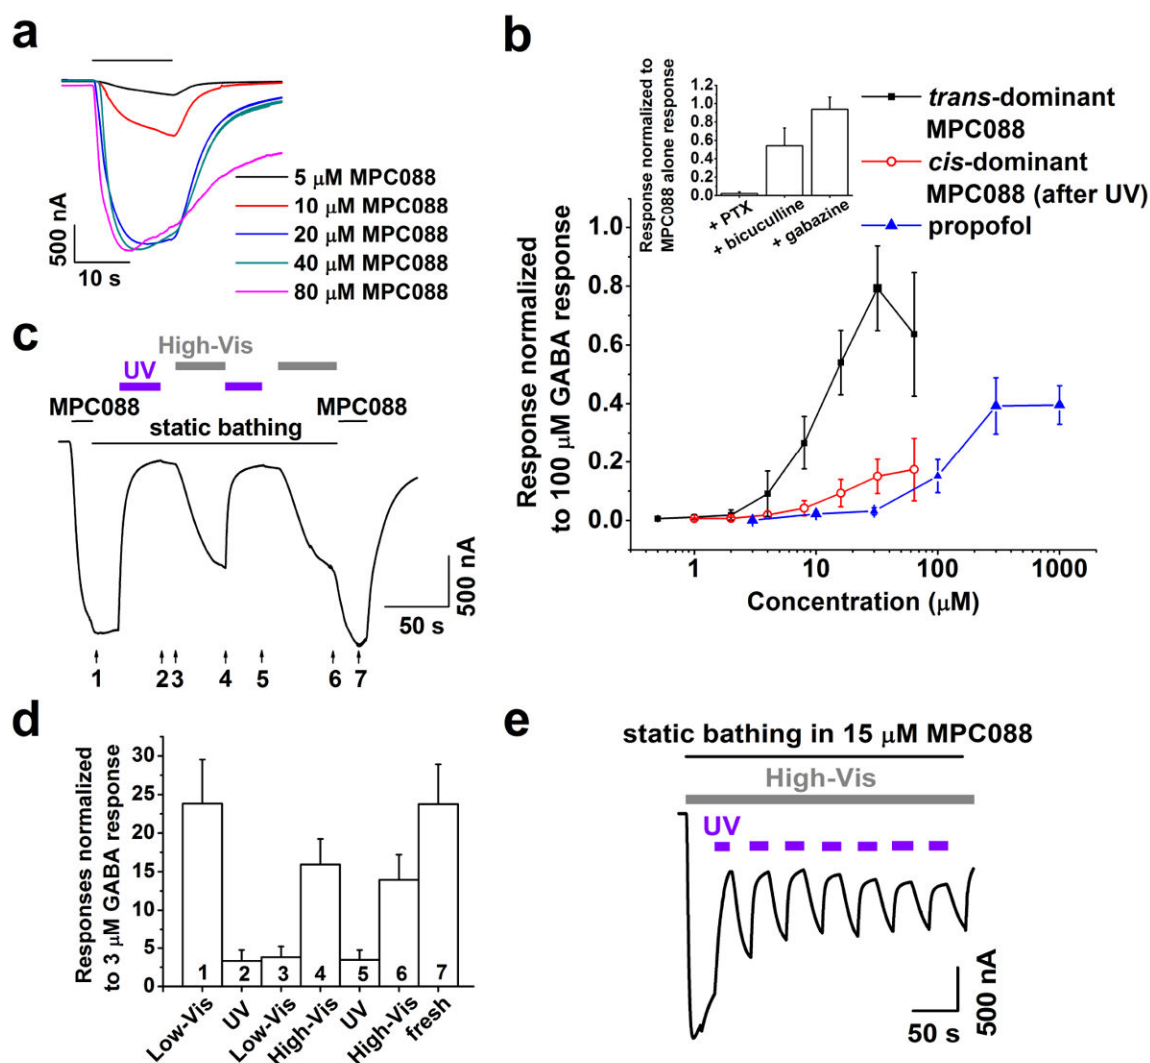 a
500 nA
10 s
5 μM MPC088
10 μM MPC088
20 μM MPC088
40 μM MPC088
80 μM MPC088
b
Response normalized to
MPC088 alone response
1.2
1.0
0.8
0.6
0.4
0.2
0.0
+ PTX
+ bicuculline
+ gabazine
trans-dominant
MPC088
cis-dominant
MPC088 (after UV)
propofol
Response normalized
to 100 μM GABA response
1.0
0.8
0.6
0.4
0.2
0.0
1
10
100
1000
Concentration (μM)
c
High-Vis
UV
MPC088
MPC088
static bathing
500 nA
50 s
1
2
3
4
5
6
7
d
Responses normalized
to 3 μM GABA response
30
25
20
15
10
5
0
1
2
3
4
5
6
7
Low-Vis
UV
Low-Vis
High-Vis
UV
High-Vis
fresh
e
static bathing in 15 μM MPC088
High-Vis
UV
50 s
500 nA